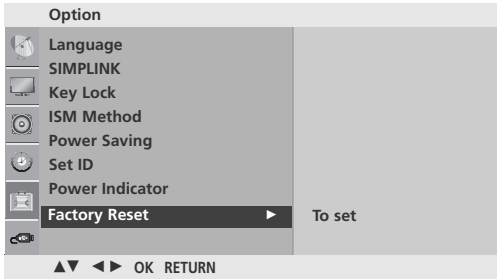 Option
Language
SIMPLINK
Key Lock
ISM Method
Power Saving
Set ID
Power Indicator
Factory Reset ► To set
▲▼ ◄ ► OK RETURN